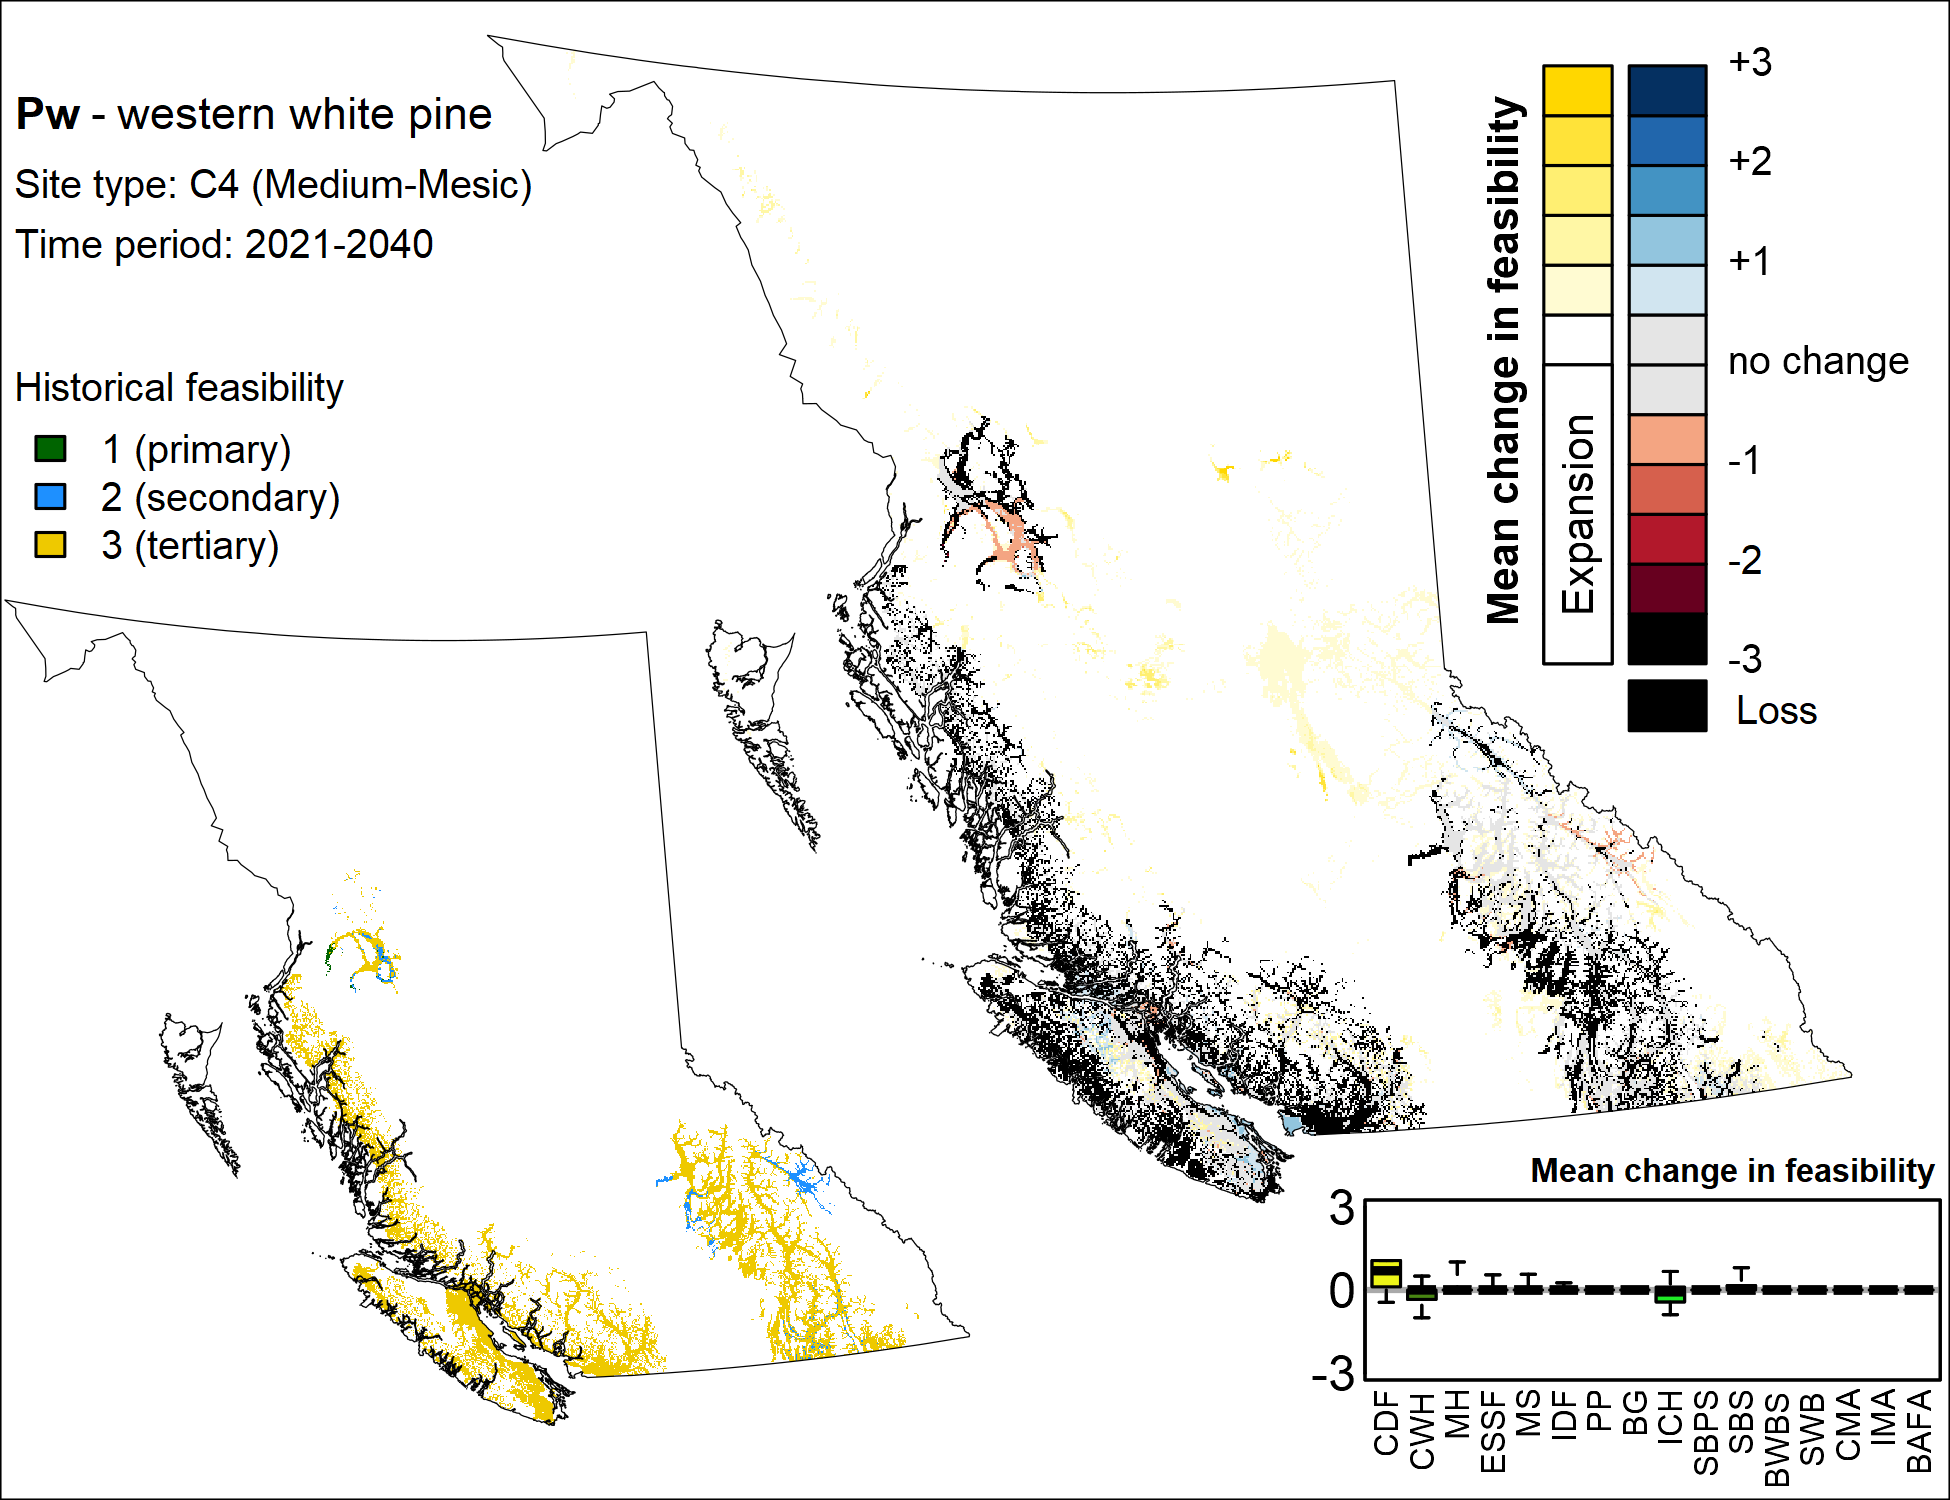 Pw - western white pine
Site type: C4 (Medium-Mesic)
Time period: 2021-2040
Historical feasibility
1 (primary)
2 (secondary)
3 (tertiary)
Mean change in feasibility
Expansion
+3
+2
+1
no change
-1
-2
-3
Loss
Mean change in feasibility
3
0
-3
CDF
CWH
MH
ESSF
MS
IDF
PP
BG
ICH
SBPS
SBS
BWBS
SWB
CMA
IMA
BAFA